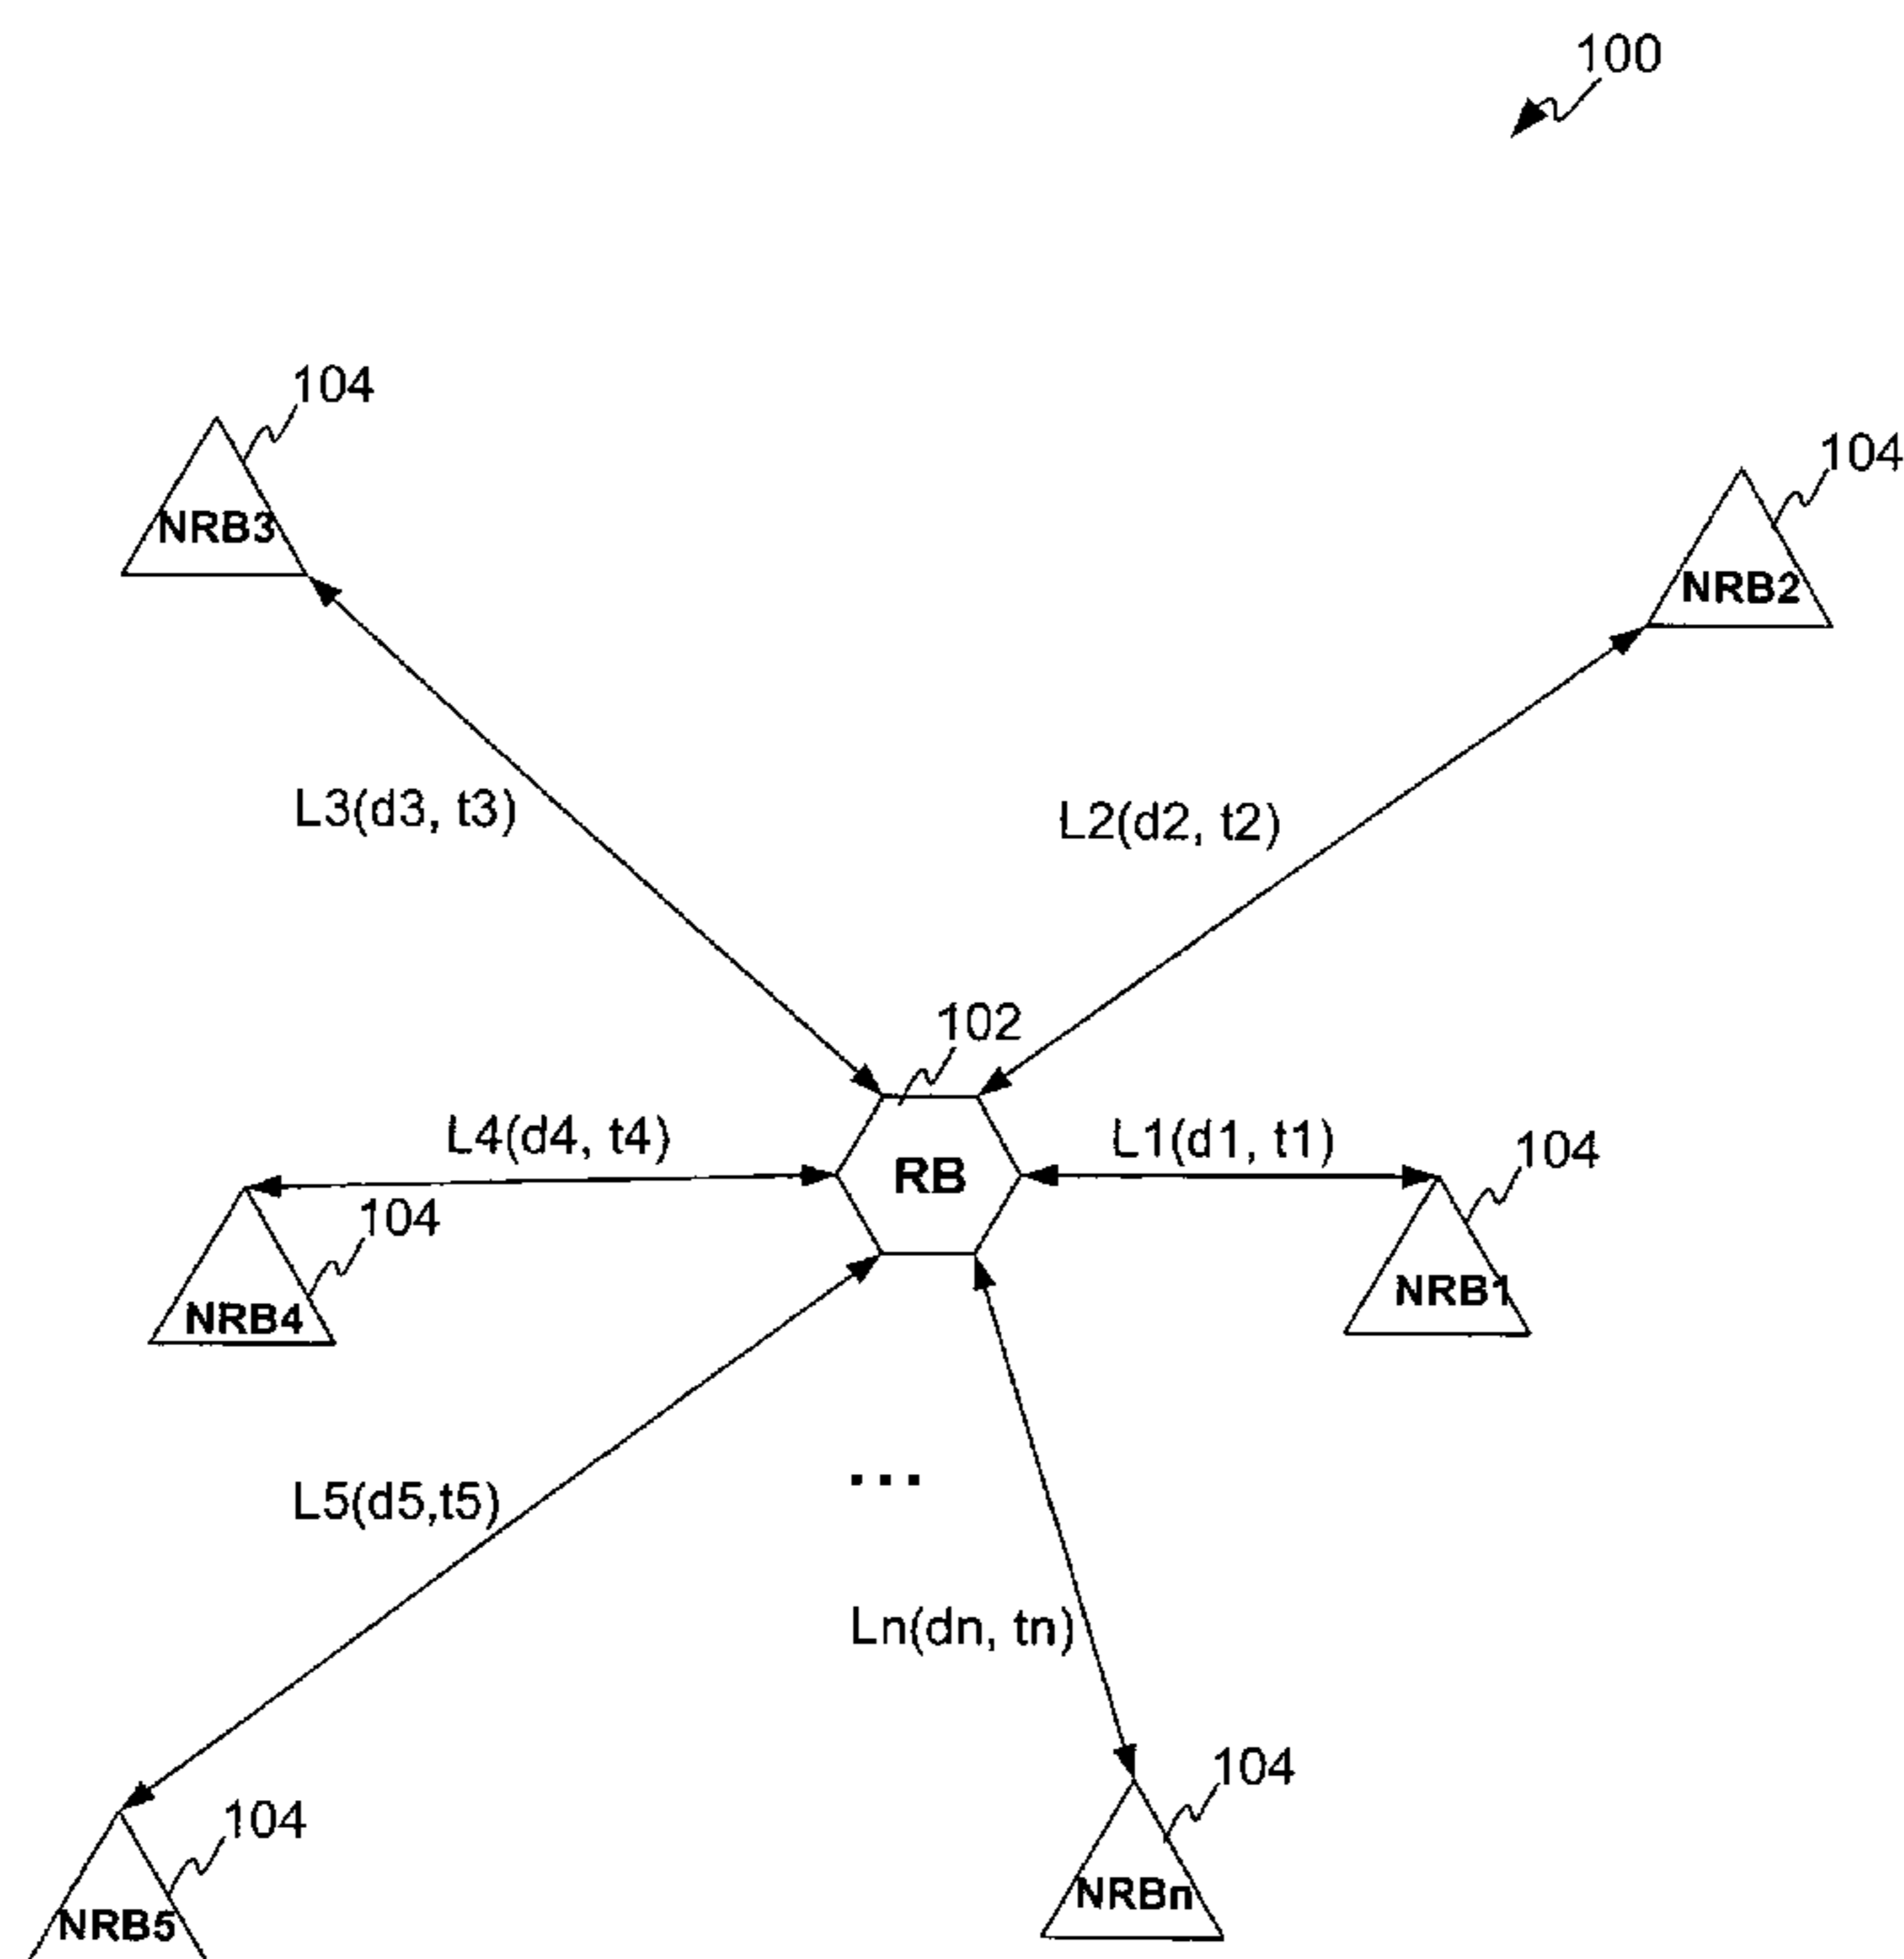 100
104
NRB3
104
NRB2
L3(d3, t3)
L2(d2, t2)
102
L4(d4, t4)
RB
L1(d1, t1)
104
104
NRB4
NRB1
...
L5(d5,t5)
Ln(dn, tn)
104
104
NRBn
NRB5